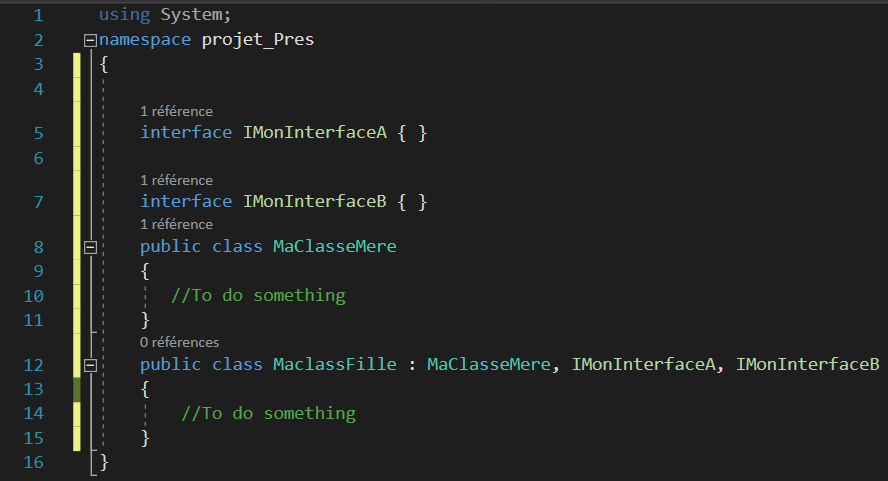 1 using System;
2 namespace projet_Pres
3 {
4
1 référence
5 interface IMonInterfaceA { }
6
1 référence
7 interface IMonInterfaceB { }
1 référence
8 public class MaClasseMere
9 {
10 //To do something
11 }
0 références
12 public class MaclassFille : MaClasseMere, IMonInterfaceA, IMonInterfaceB
13 {
14 //To do something
15 }
16 }